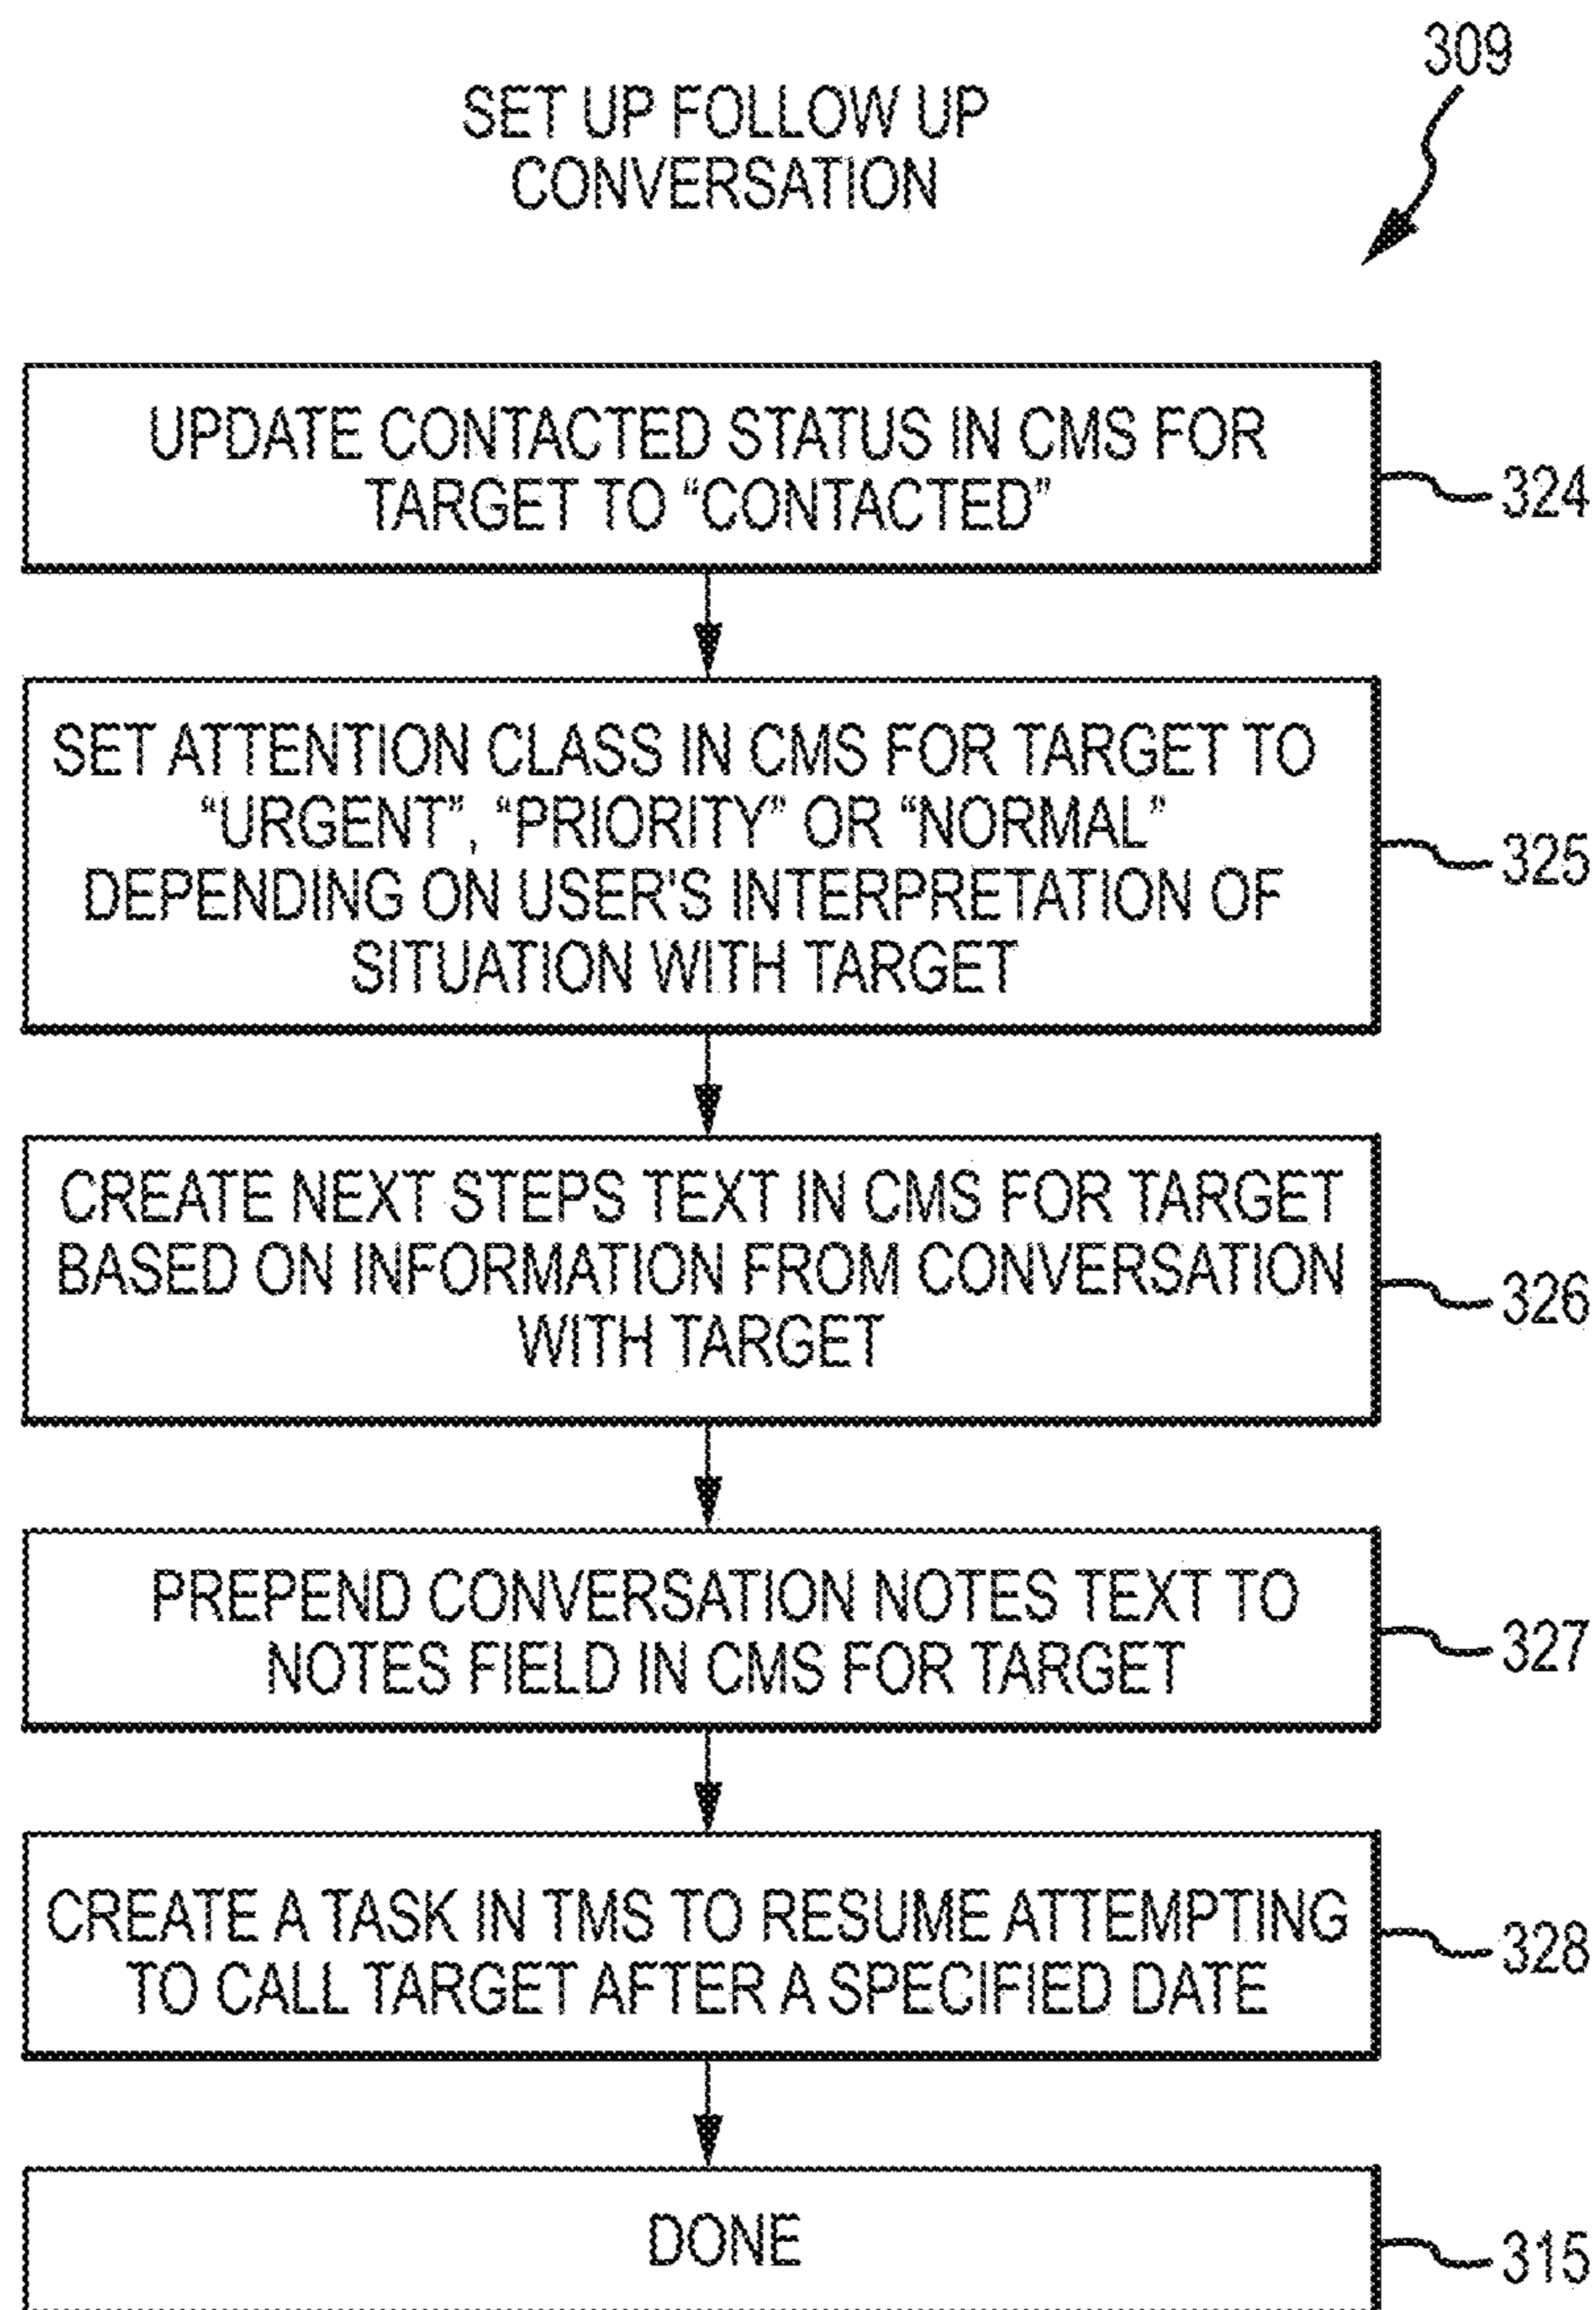 309
SET UP FOLLOW UP
CONVERSATION
UPDATE CONTACTED STATUS IN CMS FOR
TARGET TO “CONTACTED”
324
SET ATTENTION CLASS IN CMS FOR TARGET TO
“URGENT”, “PRIORITY” OR “NORMAL”
DEPENDING ON USER'S INTERPRETATION OF
SITUATION WITH TARGET
325
CREATE NEXT STEPS TEXT IN CMS FOR TARGET
BASED ON INFORMATION FROM CONVERSATION
WITH TARGET
326
PREPEND CONVERSATION NOTES TEXT TO
NOTES FIELD IN CMS FOR TARGET
327
CREATE A TASK IN TMS TO RESUME ATTEMPTING
TO CALL TARGET AFTER A SPECIFIED DATE
328
DONE
315